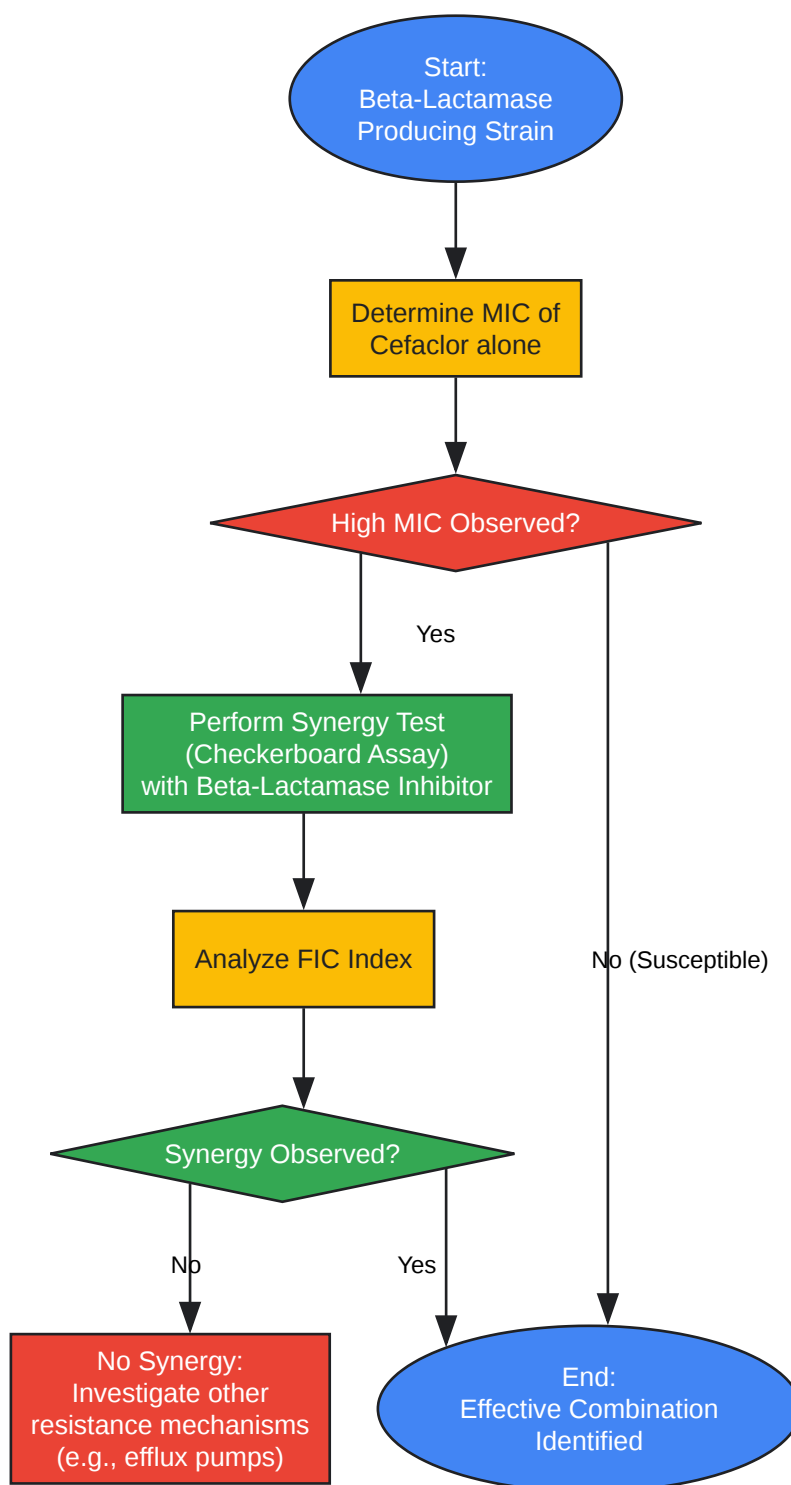 Start:
Beta-Lactamase
Producing Strain
Determine MIC of
Cefaclor alone
High MIC Observed?
Yes
Perform Synergy Test
(Checkerboard Assay)
with Beta-Lactamase Inhibitor
Analyze FIC Index
No (Susceptible)
Synergy Observed?
No
Yes
No Synergy:
Investigate other
resistance mechanisms
(e.g., efflux pumps)
End:
Effective Combination
Identified